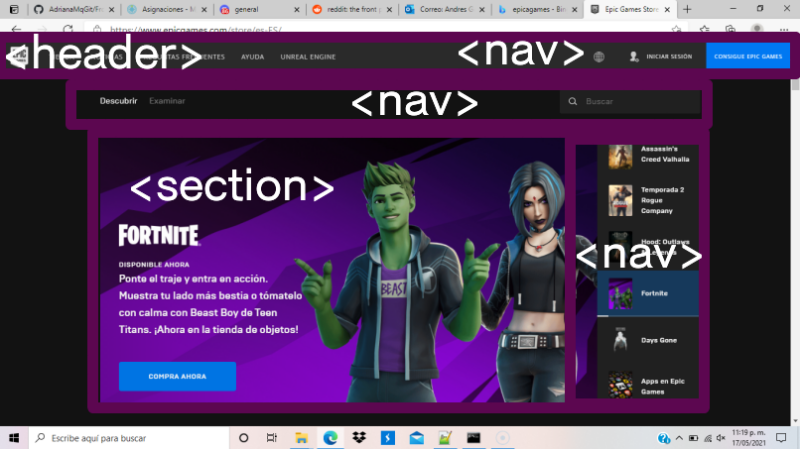 AdrianaMqGit/Fr
Asignaciones - M
general
reddit: the front p
Correo: Andres G
epicagames - Bin
Epic Games Store
https://www.epicgames.com/store/es-ES/
<header>
FRECUENTES
AYUDA
UNREAL ENGINE
<nav>
INICIAR SESIÓN
CONSIGUE EPIC GAMES
Descubrir
Examinar
<nav>
Buscar
<section>
FORTNITE
DISPONIBLE AHORA
Ponte el traje y entra en acción.
Muestra tu lado más bestia o tómatelo
con calma con Beast Boy de Teen
Titans. ¡Ahora en la tienda de objetos!
COMPRA AHORA
BEAST
Assassin's
Creed Valhalla
Temporada 2
Rogue
Company
Hood: Outlaws
<nav>
Fortnite
Days Gone
Apps en Epic
Games
Escribe aquí para buscar
11:19 p. m.
17/05/2021